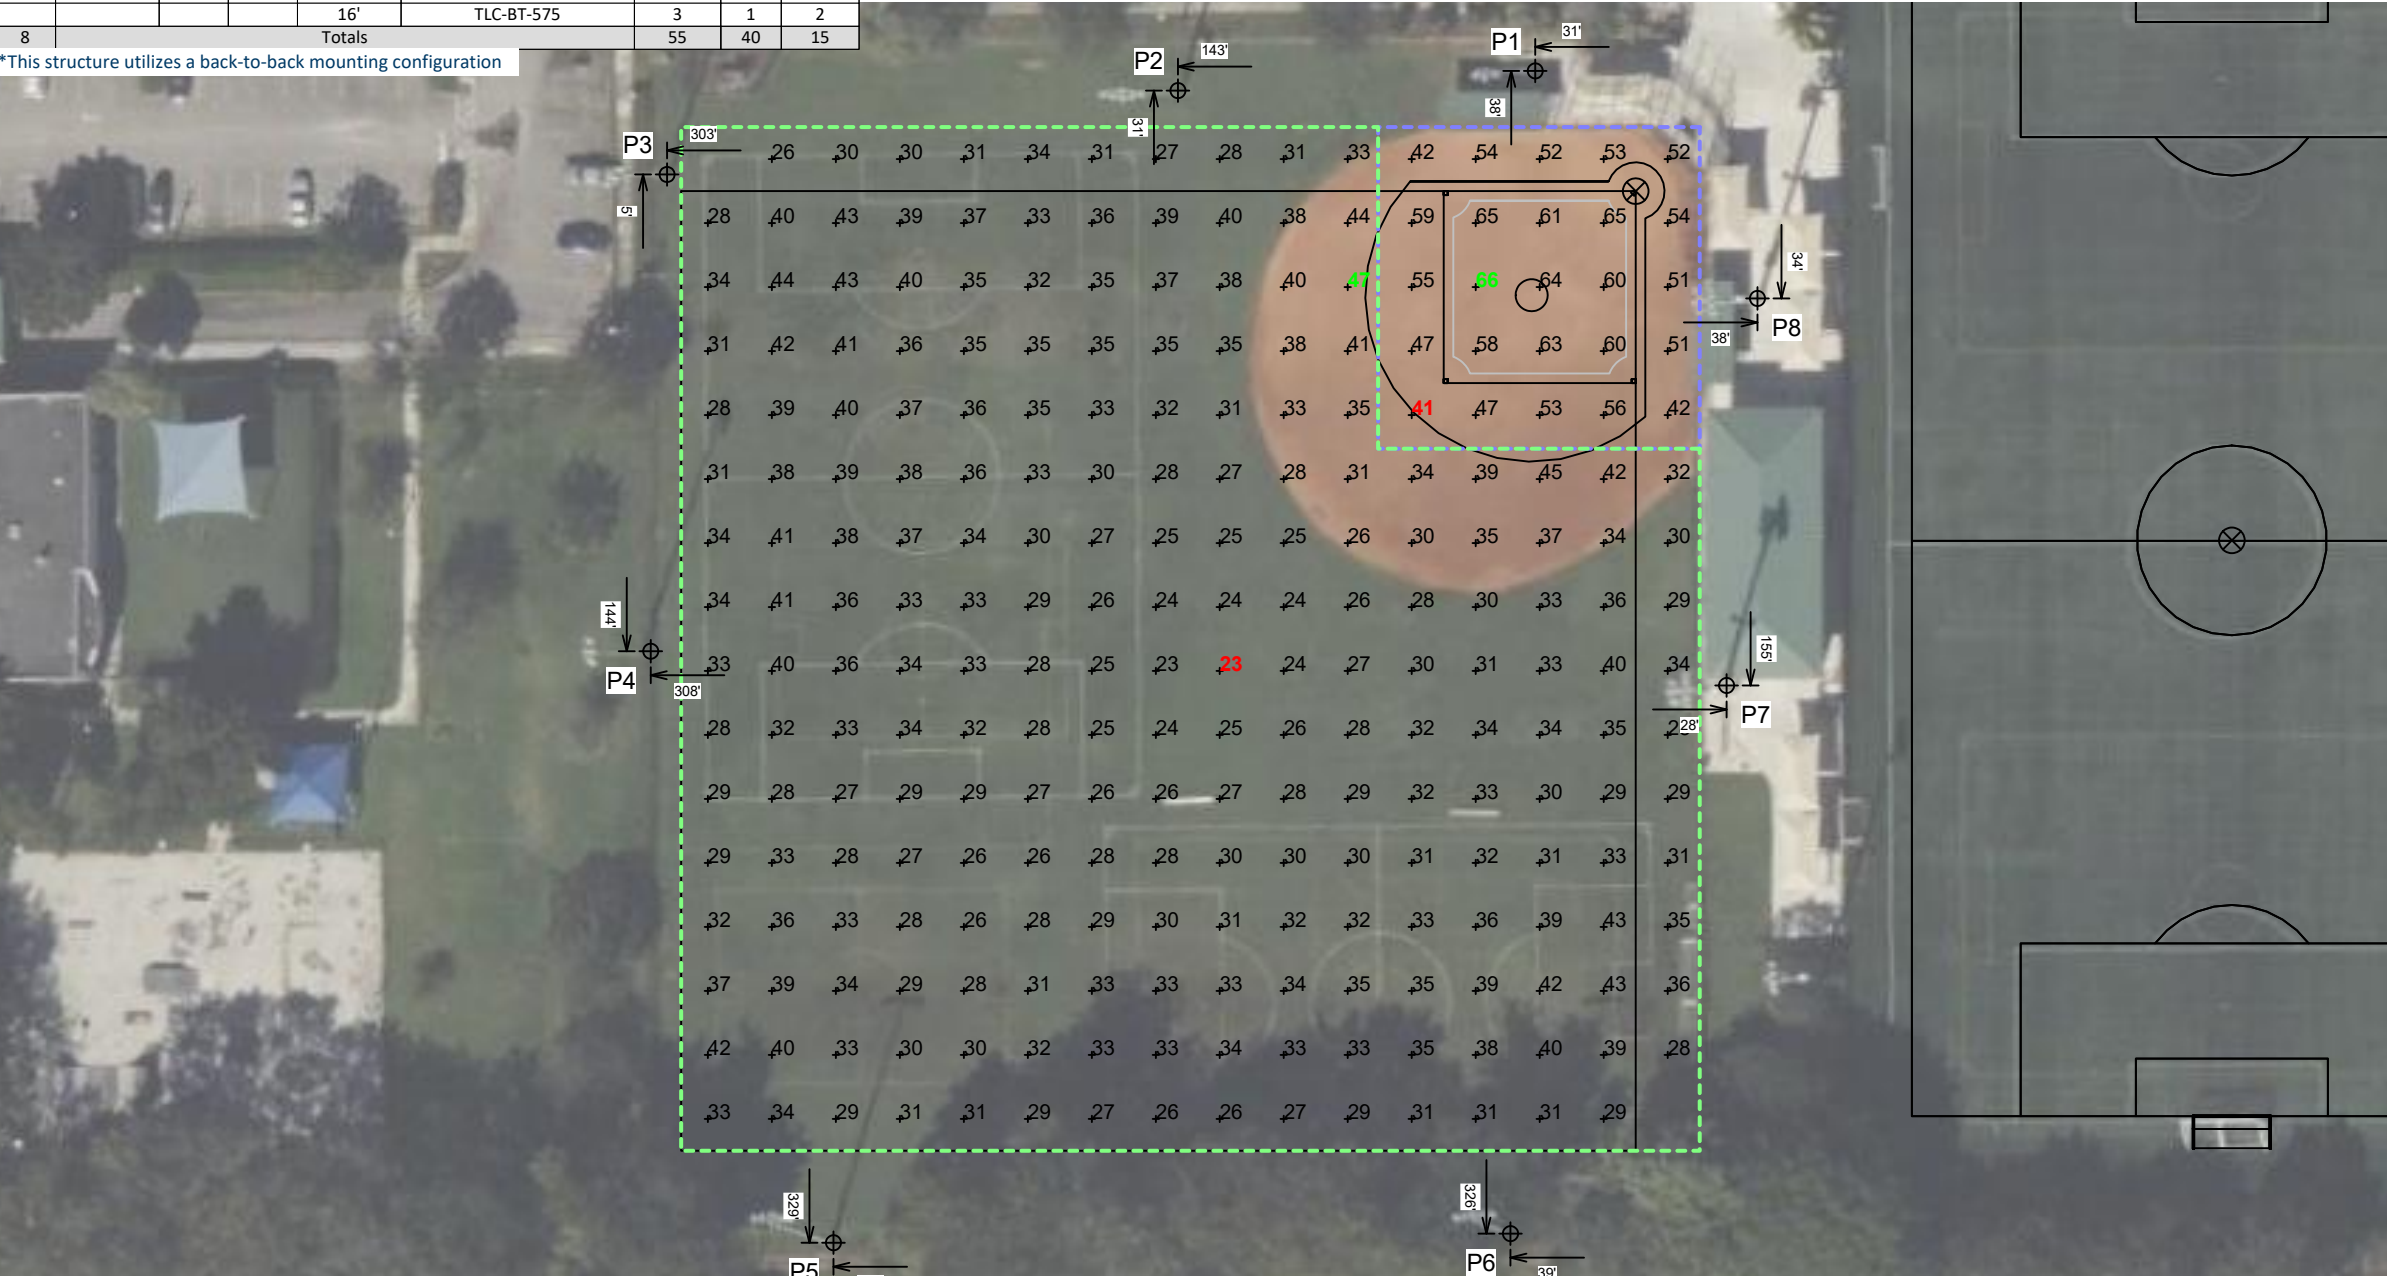 16' TLC-BT-575 3 1 2
8 Totals 55 40 15
*This structure utilizes a back-to-back mounting configuration
P1 31'
P2 143'
38'
31'
P3 303'
5'
26 30 30 31 34 31 27 28 31 33 42 54 52 53 52
28 40 43 39 37 33 36 39 40 38 44 59 65 61 65 54
34 44 43 40 35 32 35 37 38 40 47 55 66 64 60 51
34'
P8
38'
31 42 41 36 35 35 35 35 35 38 41 47 58 63 60 51
28 39 40 37 36 35 33 32 31 33 35 41 47 53 56 42
31 38 39 38 36 33 30 28 27 28 31 34 39 45 42 32
34 41 38 37 34 30 27 25 25 25 26 30 35 37 34 30
34 41 36 33 33 29 26 24 24 24 26 28 30 33 36 29
144'
P4
308'
33 40 36 34 33 28 25 23 23 24 27 30 31 33 40 34
155'
P7
28'
28 32 33 34 32 28 25 24 25 26 28 32 34 34 35
29 28 27 29 29 27 26 26 27 28 29 32 33 30 29 29
29 33 28 27 26 26 28 28 30 30 30 31 32 31 33 31
32 36 33 28 26 28 29 30 31 32 32 33 36 39 43 35
37 39 34 29 28 31 33 33 33 34 35 35 39 42 43 36
42 40 33 30 30 32 33 33 34 33 33 35 38 40 39 28
33 34 29 31 31 29 27 26 26 27 29 31 31 31 29
329'
P5
326'
P6
39'